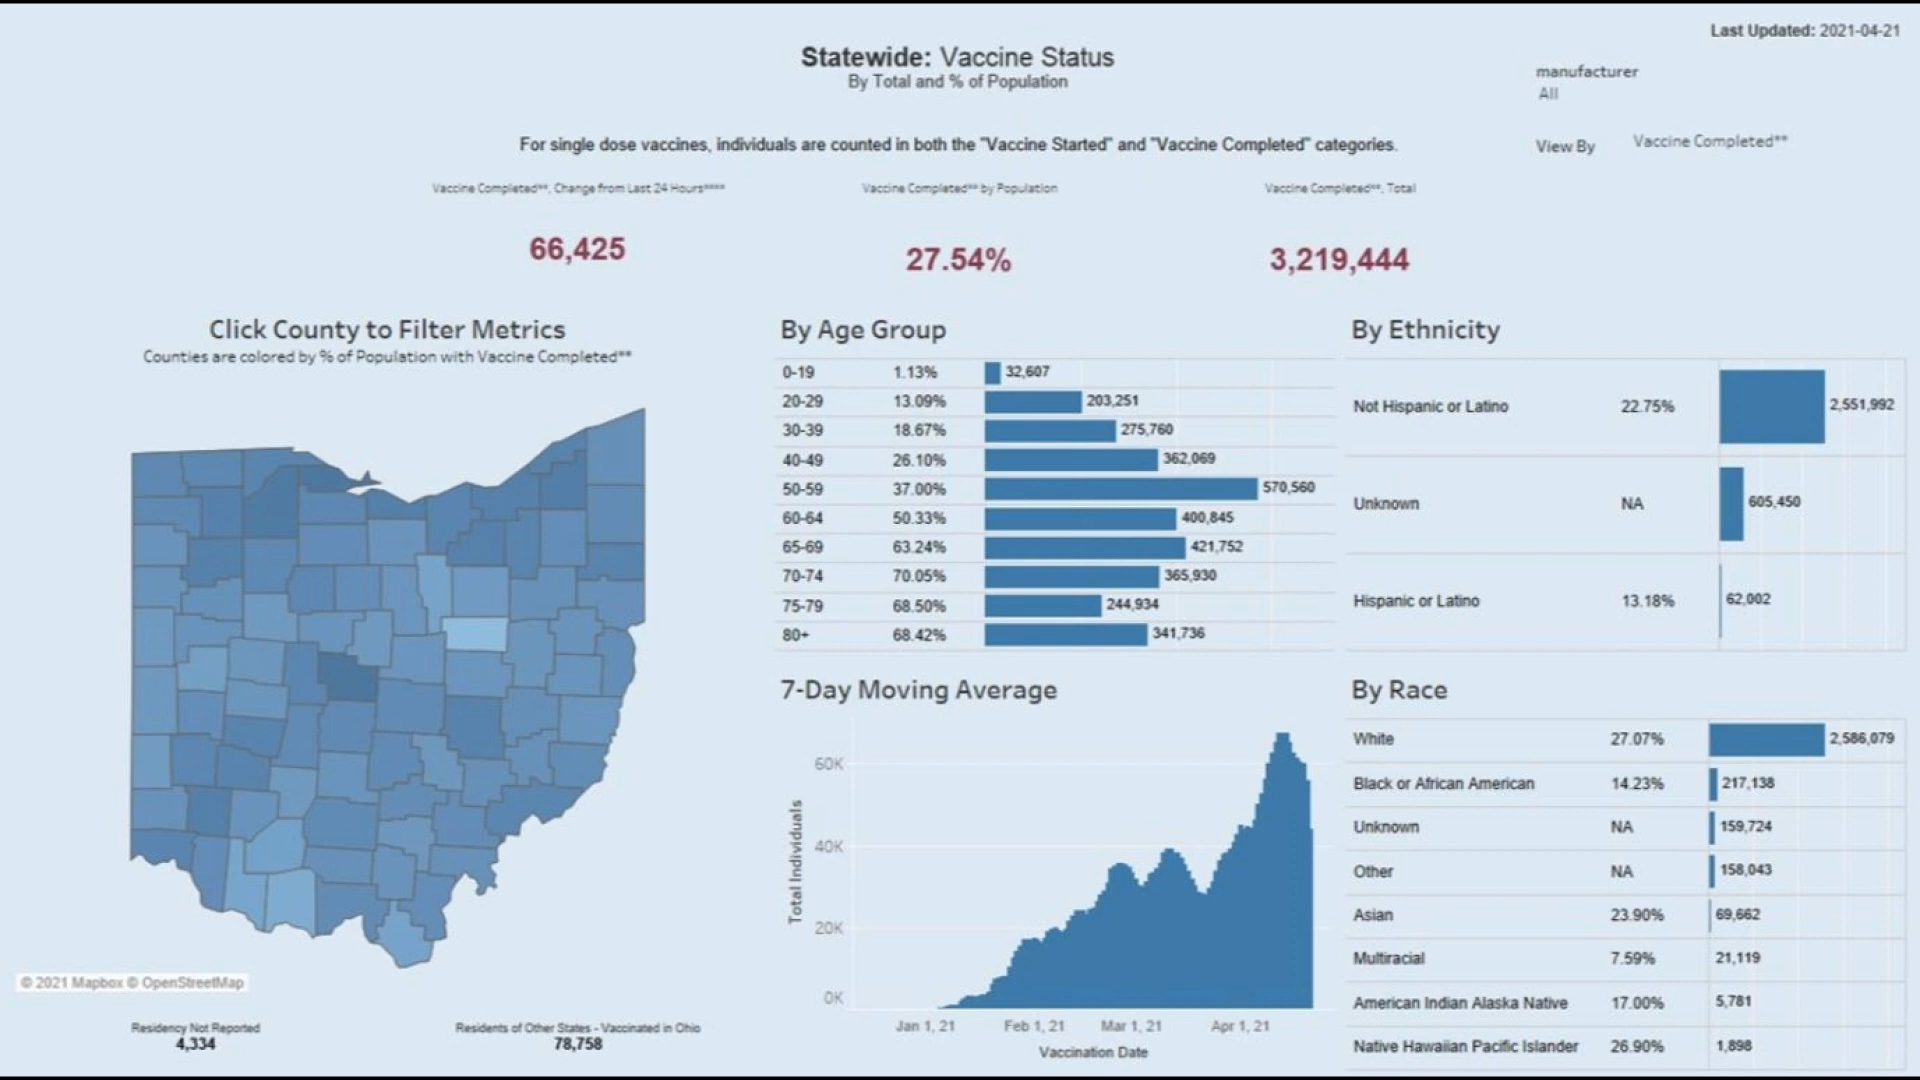 Last Updated: 2021-04-21
Statewide: Vaccine Status
By Total and % of Population
manufacturer
All
For single dose vaccines, individuals are counted in both the "Vaccine Started" and "Vaccine Completed" categories.
View By Vaccine Completed**
Vaccine Completed**, Change from Last 24 Hours****
66,425
Vaccine Completed** by Population
27.54%
Vaccine Completed**, Total
3,219,444
Click County to Filter Metrics
Counties are colored by % of Population with Vaccine Completed**
© 2021 Mapbox © OpenStreetMap
Residency Not Reported
4,334
Residents of Other States - Vaccinated in Ohio
78,758
By Age Group
0-19 1.13% 32,607
20-29 13.09% 203,251
30-39 18.67% 275,760
40-49 26.10% 362,069
50-59 37.00% 570,560
60-64 50.33% 400,845
65-69 63.24% 421,752
70-74 70.05% 365,930
75-79 68.50% 244,934
80+ 68.42% 341,736
7-Day Moving Average
Total Individuals
60K
40K
20K
0K
Jan 1, 21 Feb 1, 21 Mar 1, 21 Apr 1, 21
Vaccination Date
By Ethnicity
Not Hispanic or Latino 22.75% 2,551,992
Unknown NA 605,450
Hispanic or Latino 13.18% 62,002
By Race
White 27.07% 2,586,079
Black or African American 14.23% 217,138
Unknown NA 159,724
Other NA 158,043
Asian 23.90% 69,662
Multiracial 7.59% 21,119
American Indian Alaska Native 17.00% 5,781
Native Hawaiian Pacific Islander 26.90% 1,898